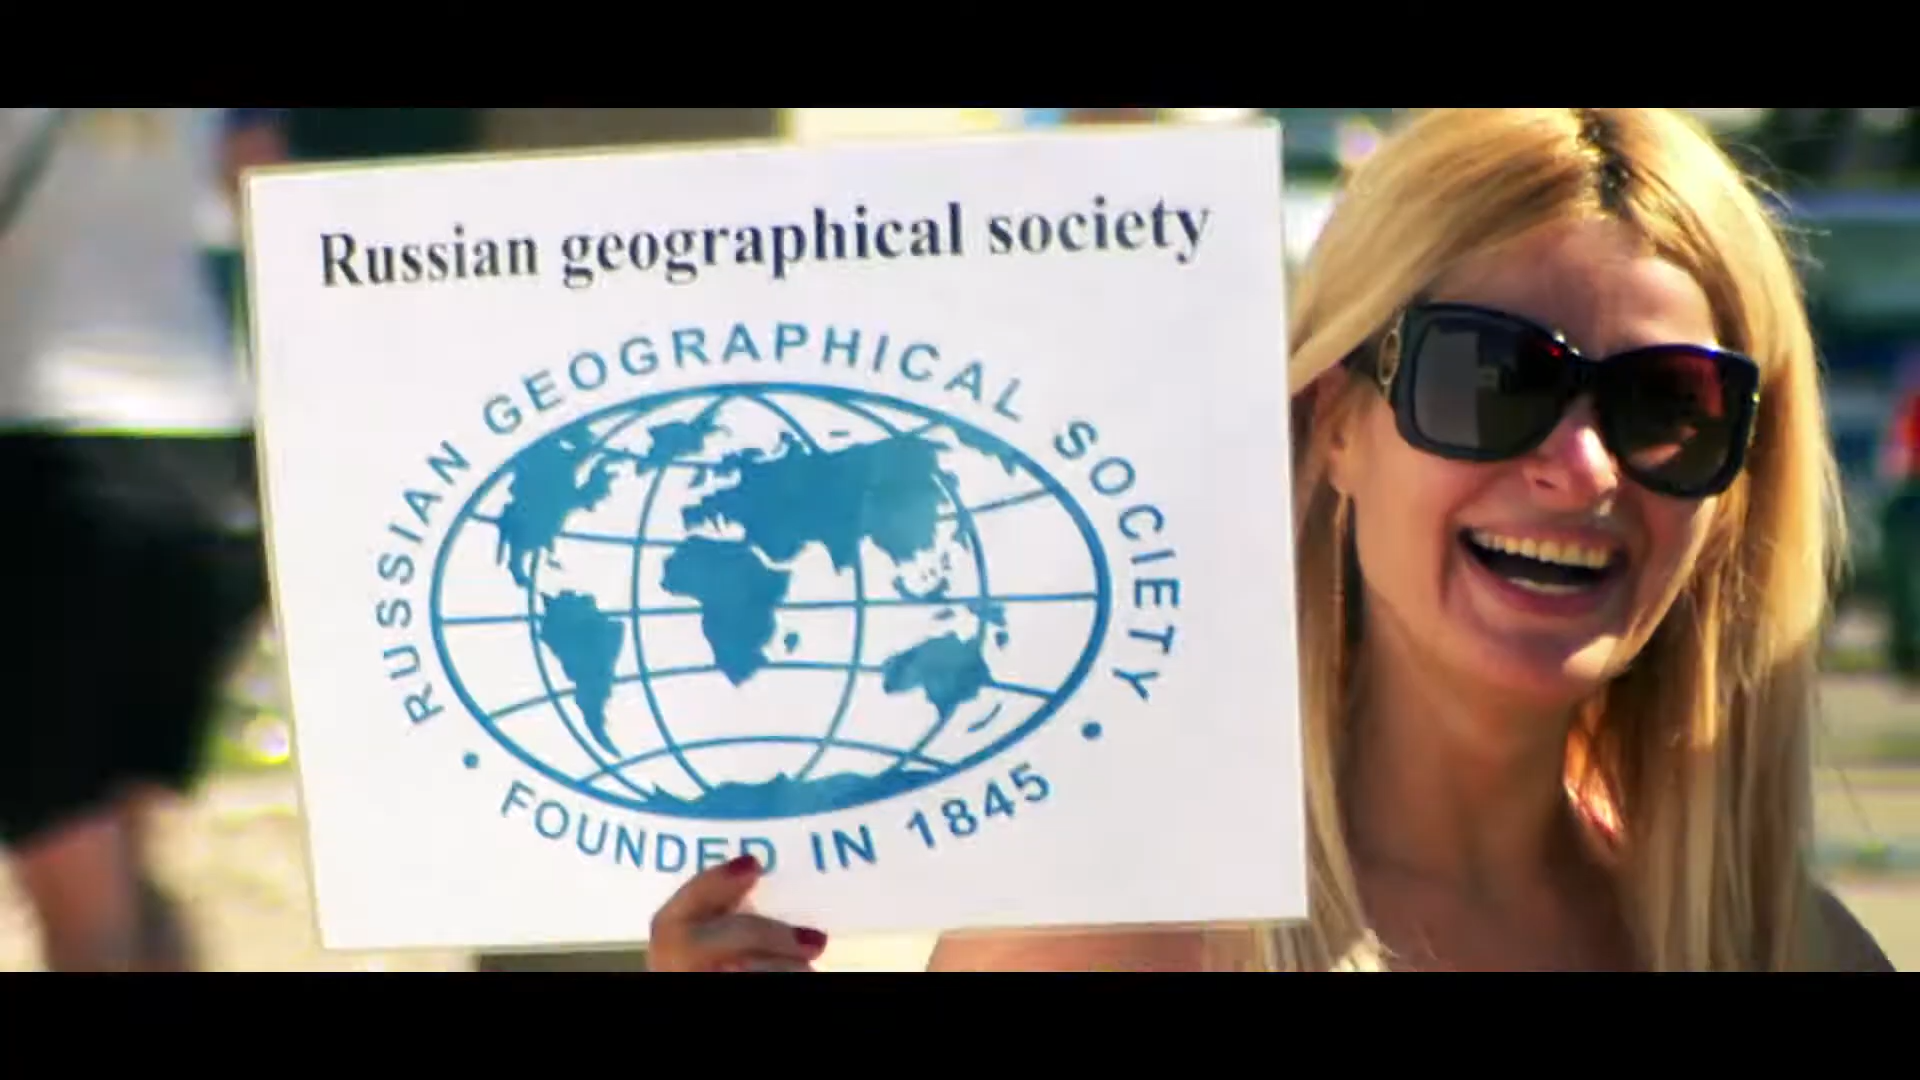 Russian geographical society
RUSSIAN GEOGRAPHICAL SOCIETY
• FOUNDED IN 1845 •